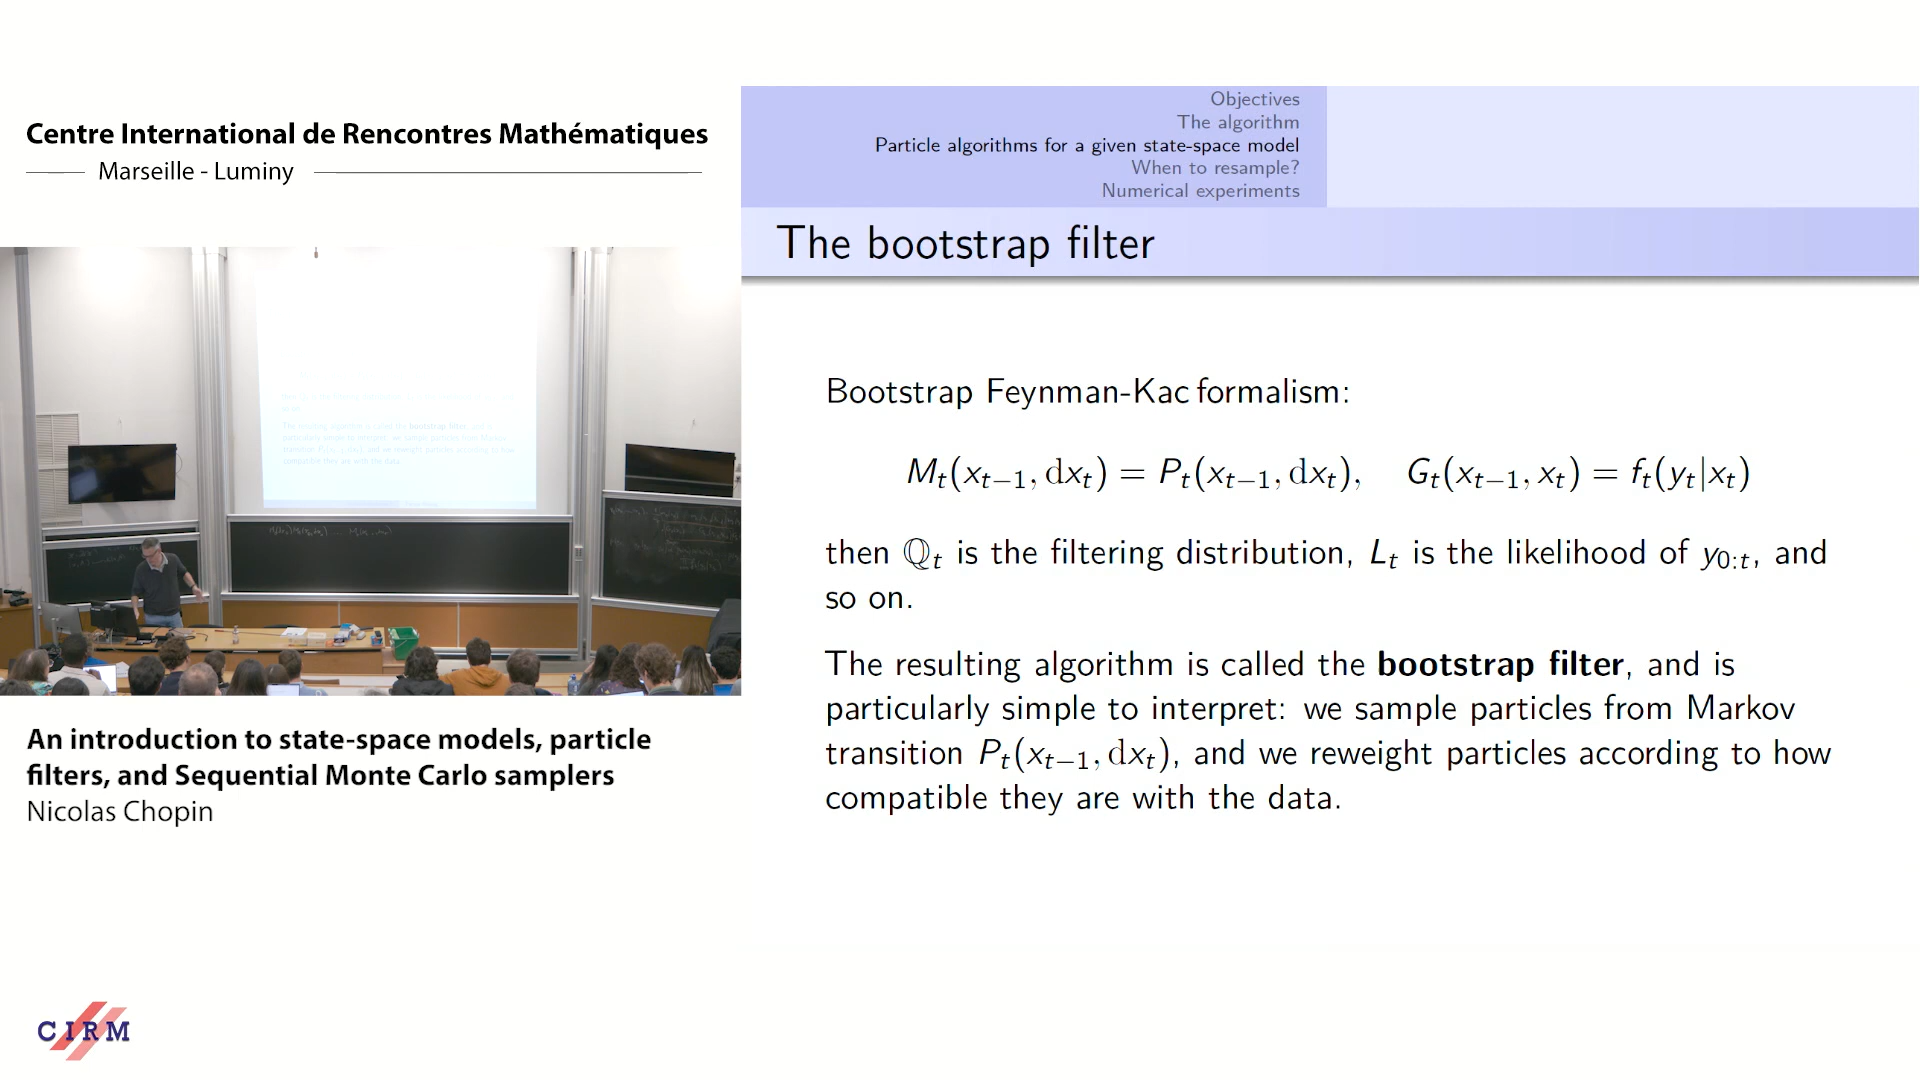 Centre International de Rencontres Mathématiques
Marseille - Luminy
An introduction to state-space models, particle
filters, and Sequential Monte Carlo samplers
Nicolas Chopin
CIRM
Objectives
The algorithm
Particle algorithms for a given state-space model
When to resample?
Numerical experiments
The bootstrap filter
Bootstrap Feynman-Kac formalism:
M_t(x_{t−1}, dx_t) = P_t(x_{t−1}, dx_t), G_t(x_{t−1}, x_t) = f_t(y_t|x_t)
then ℚ_t is the filtering distribution, L_t is the likelihood of y_{0:t}, and
so on.
The resulting algorithm is called the bootstrap filter, and is
particularly simple to interpret: we sample particles from Markov
transition P_t(x_{t−1}, dx_t), and we reweight particles according to how
compatible they are with the data.